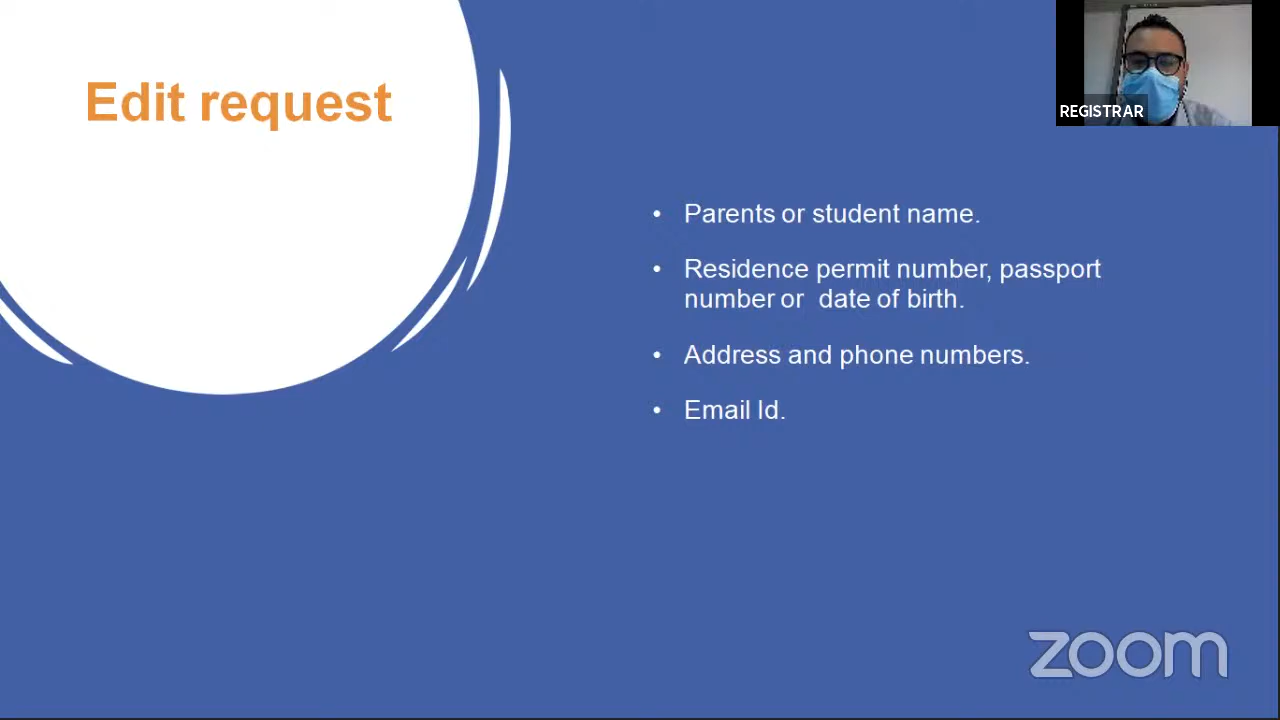 Edit request
REGISTRAR
• Parents or student name.
• Residence permit number, passport
number or  date of birth.
• Address and phone numbers.
• Email Id.
zoom